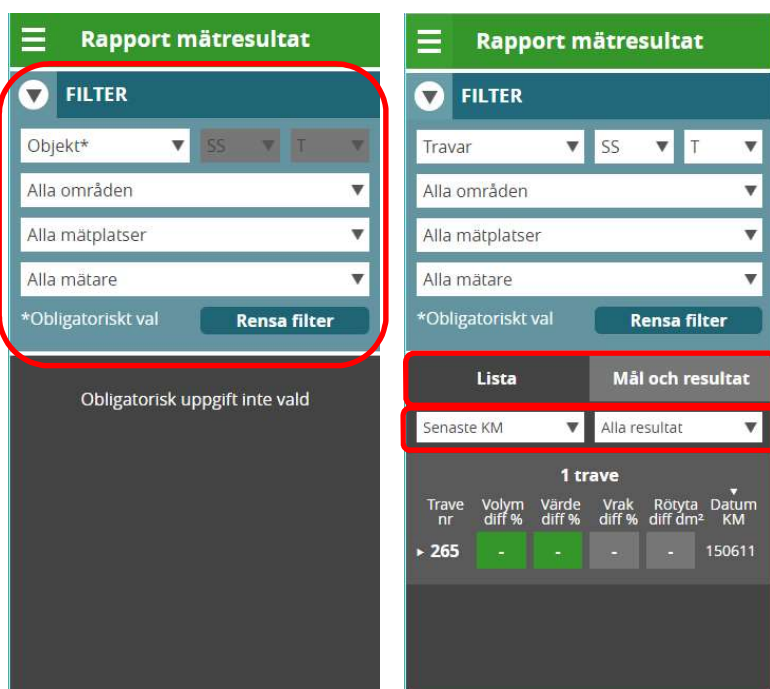 Rapport mätresultat
FILTER
Objekt* SS T
Alla områden
Alla mätplatser
Alla mätare
*Obligatoriskt val Rensa filter
Obligatorisk uppgift inte vald
Rapport mätresultat
FILTER
Travar SS T
Alla områden
Alla mätplatser
Alla mätare
*Obligatoriskt val Rensa filter
Lista Mål och resultat
Senaste KM Alla resultat
1 trave
Trave Volym Värde Vrak Rötyta Datum
nr diff % diff % diff % diff dm² KM
265 - - - - 150611